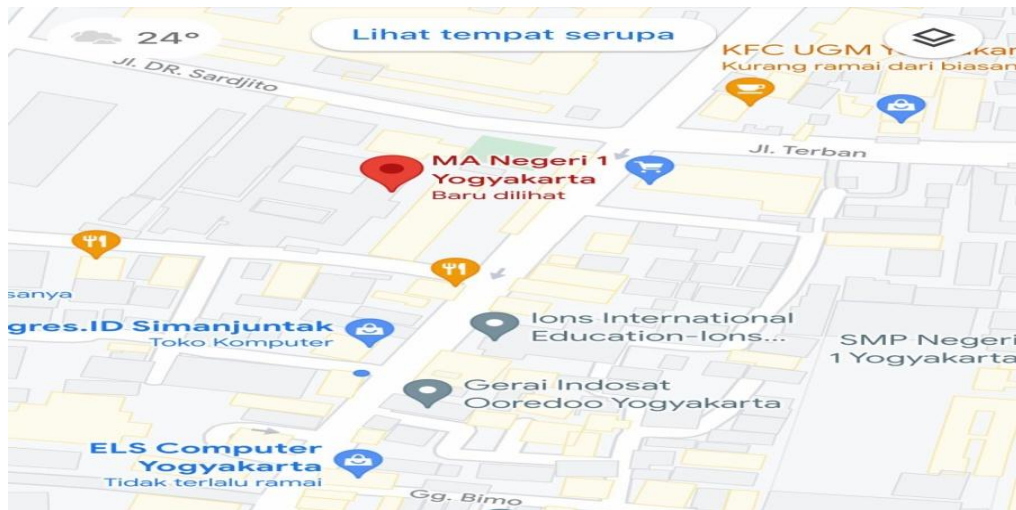 24°
Lihat tempat serupa
KFC UGM
Kurang ramai dari biasan
Jl. DR. Sardjito
Jl. Terban
MA Negeri 1
Yogyakarta
Baru dilihat
sanya
gres.ID Simanjuntak
Toko Komputer
Ions International
Education-Ions...
SMP Negeri
1 Yogyakarta
Gerai Indosat
Ooredoo Yogyakarta
ELS Computer
Yogyakarta
Tidak terlalu ramai
Gg. Bimo